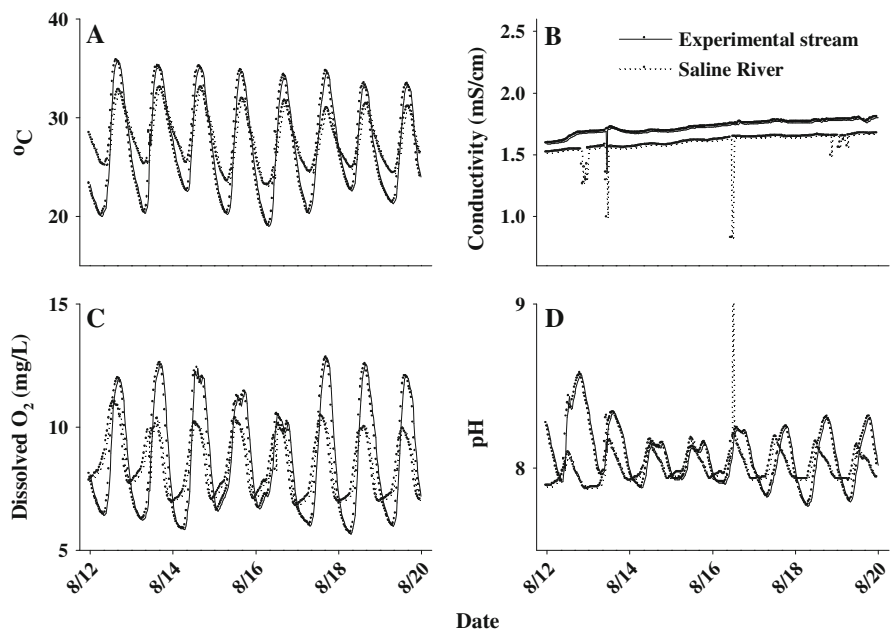 A
40
30
20
°C
B
2.5
2.0
1.5
1.0
Conductivity (mS/cm)
Experimental stream
Saline River
C
15
10
5
Dissolved O₂ (mg/L)
8/12
8/14
8/16
8/18
8/20
D
9
8
pH
8/12
8/14
8/16
8/18
8/20
Date